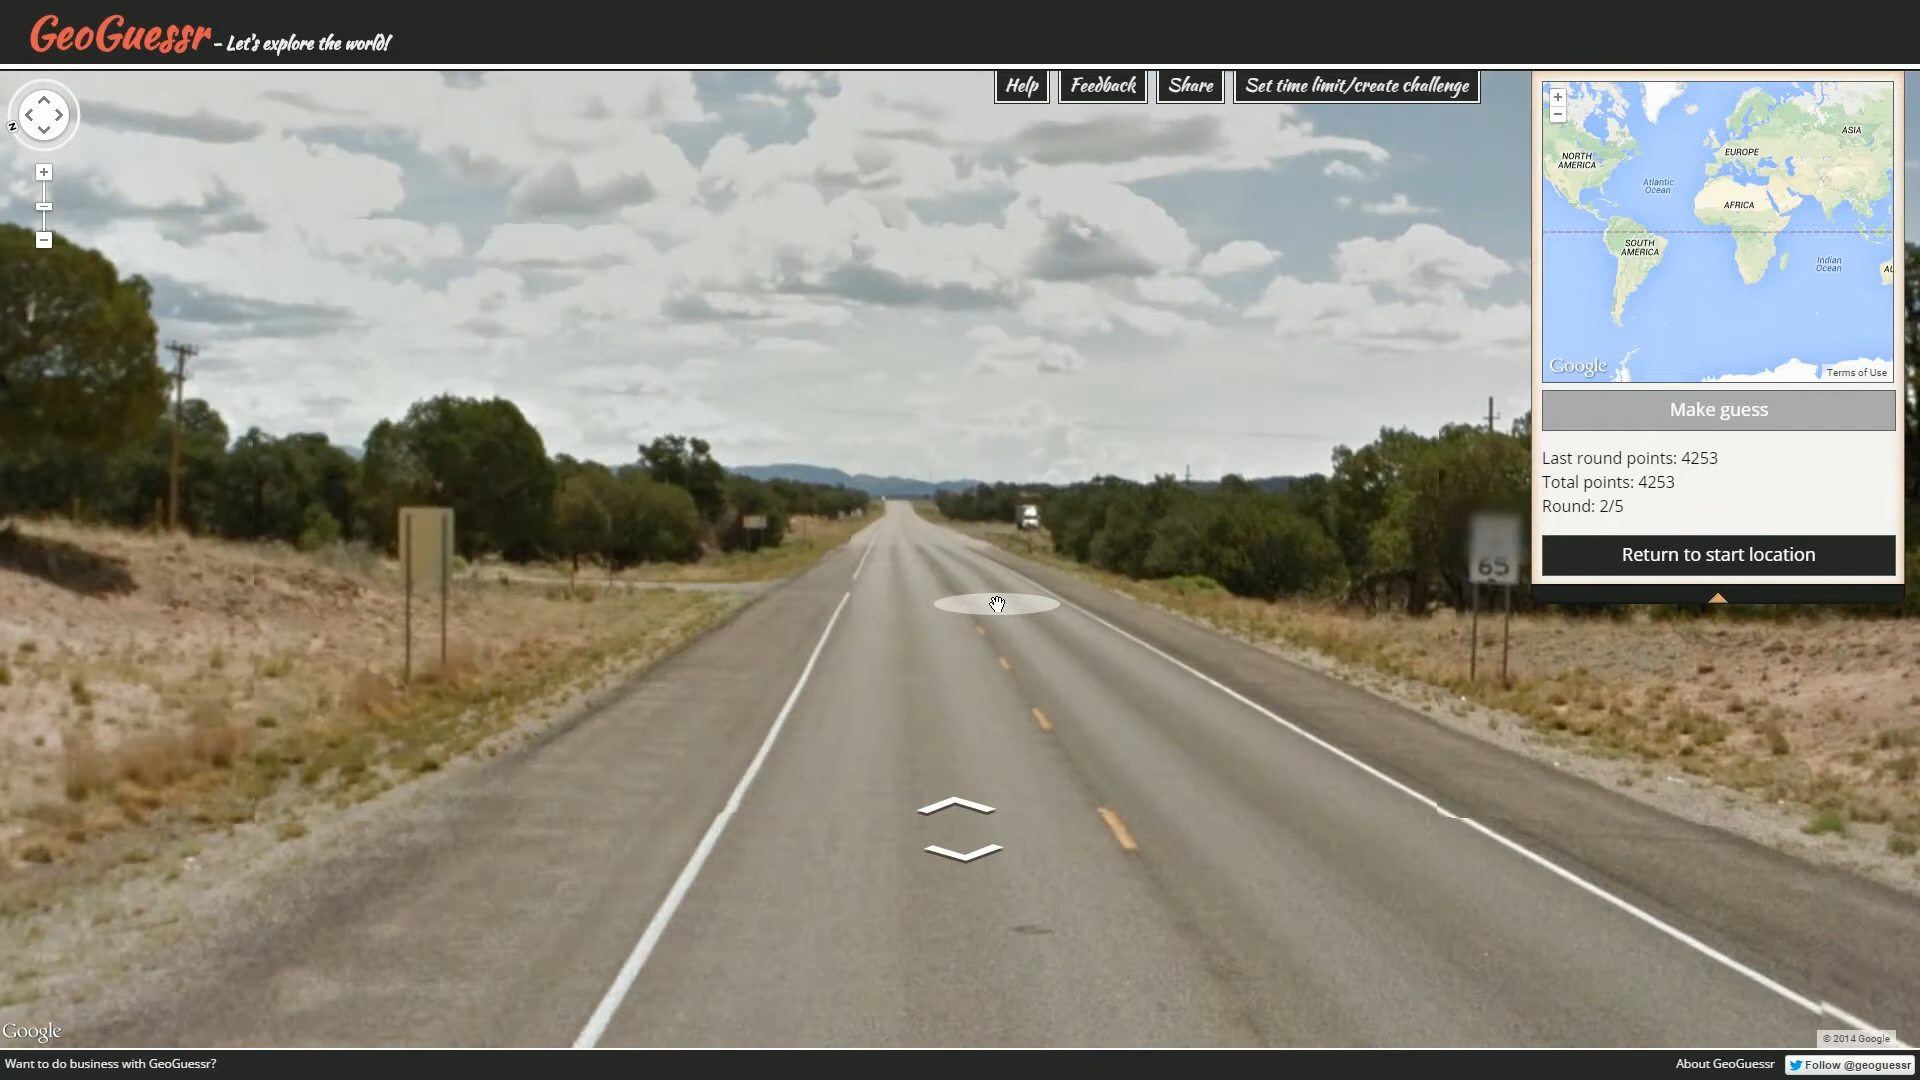 GeoGuessr - Let's explore the world!
Help
Feedback
Share
Set time limit/create challenge
N
+
−
+
−
NORTH
AMERICA
Atlantic
Ocean
EUROPE
ASIA
AFRICA
SOUTH
AMERICA
Indian
Ocean
AU
Google
Terms of Use
Make guess
Last round points: 4253
Total points: 4253
Round: 2/5
Return to start location
65
Google
© 2014 Google
Want to do business with GeoGuessr?
About GeoGuessr
Follow @geoguessr